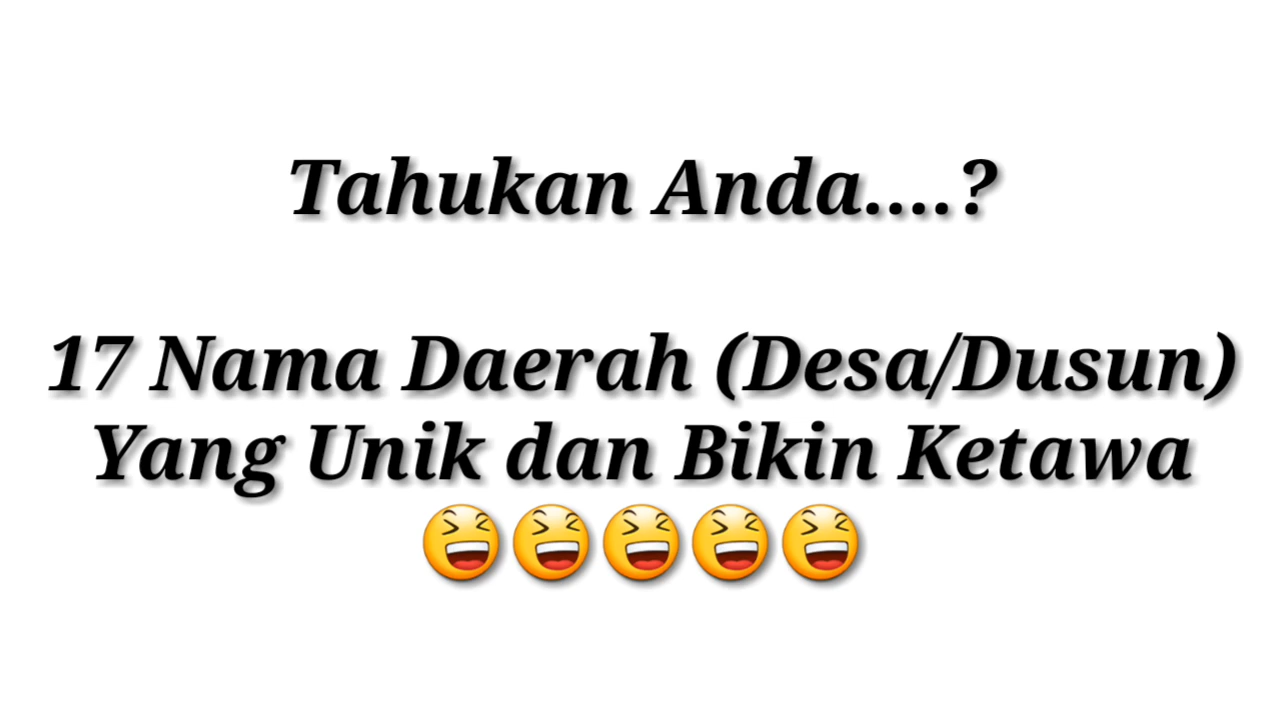 Tahukan Anda....?
17 Nama Daerah (Desa/Dusun)
Yang Unik dan Bikin Ketawa
😆😆😆😆😆